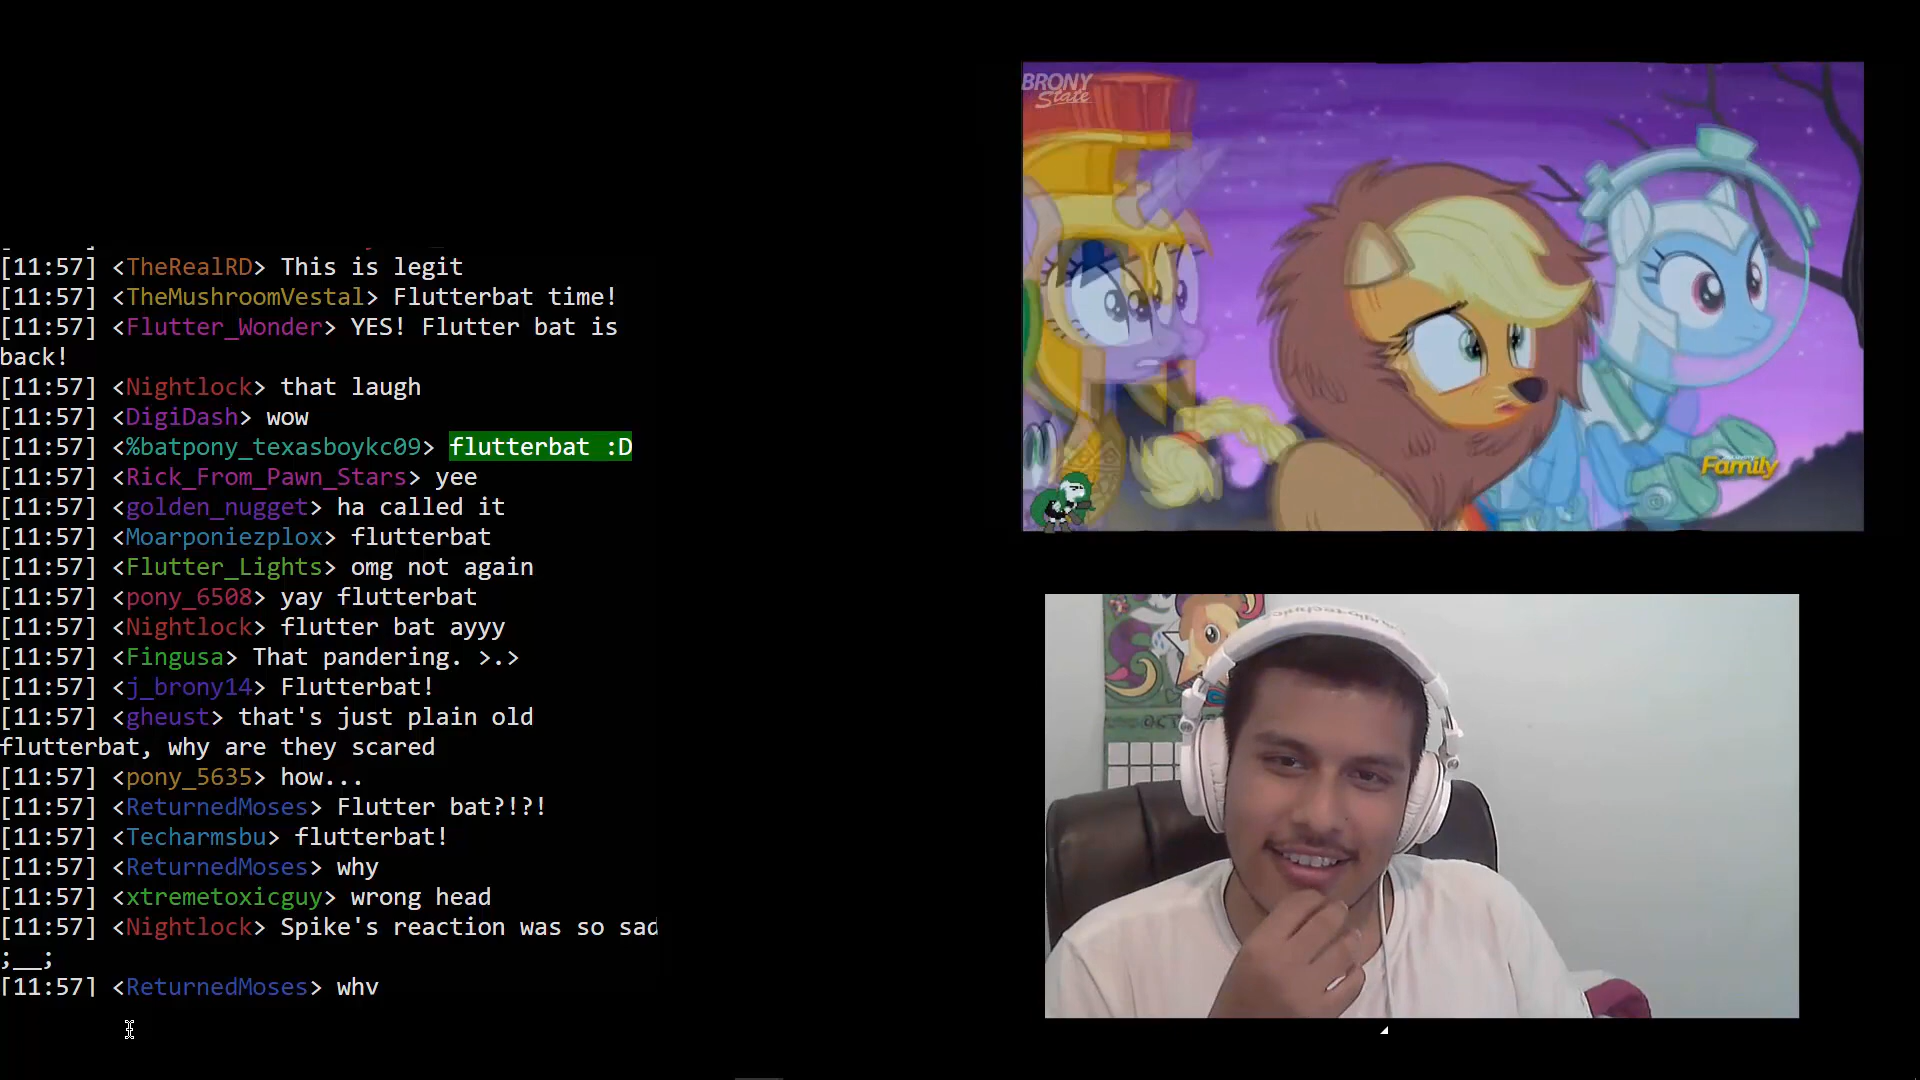 [11:57] <TheRealRD> This is legit
[11:57] <TheMushroomVestal> Flutterbat time!
[11:57] <Flutter_Wonder> YES! Flutter bat is
back!
[11:57] <Nightlock> that laugh
[11:57] <DigiDash> wow
[11:57] <%batpony_texasboykc09> flutterbat :D
[11:57] <Rick_From_Pawn_Stars> yee
[11:57] <golden_nugget> ha called it
[11:57] <Moarponiezplox> flutterbat
[11:57] <Flutter_Lights> omg not again
[11:57] <pony_6508> yay flutterbat
[11:57] <Nightlock> flutter bat ayyy
[11:57] <Fingusa> That pandering. >.>
[11:57] <j_brony14> Flutterbat!
[11:57] <gheust> that's just plain old
flutterbat, why are they scared
[11:57] <pony_5635> how...
[11:57] <ReturnedMoses> Flutter bat?!?!
[11:57] <Techarmsbu> flutterbat!
[11:57] <ReturnedMoses> why
[11:57] <xtremetoxicguy> wrong head
[11:57] <Nightlock> Spike's reaction was so sad
;__;
[11:57] <ReturnedMoses> why
BRONY
State
Family